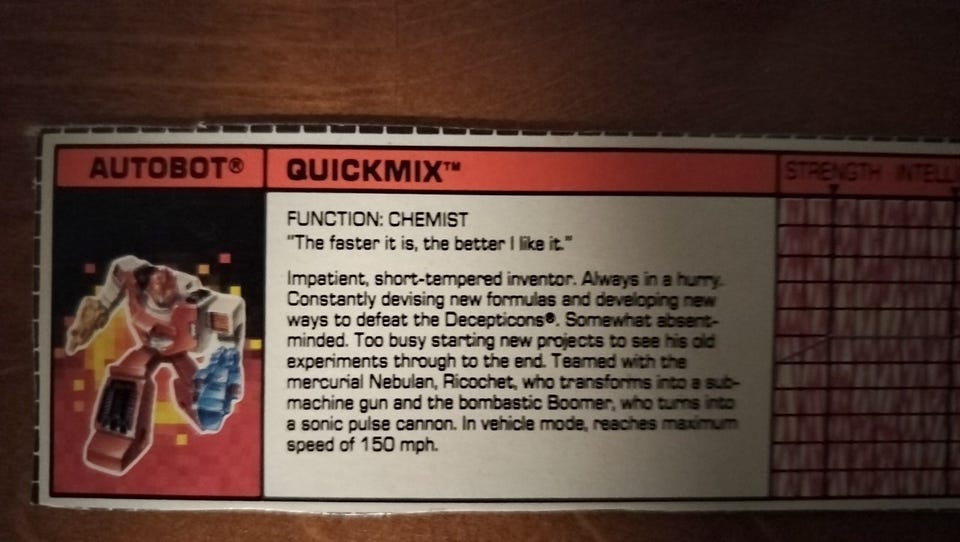 AUTOBOT®
QUICKMIX™
STRENGTH INTELLI
FUNCTION: CHEMIST
"The faster it is, the better I like it."
Impatient, short-tempered inventor. Always in a hurry.
Constantly devising new formulas and developing new
ways to defeat the Decepticons®. Somewhat absent-
minded. Too busy starting new projects to see his old
experiments through to the end. Teamed with the
mercurial Nebulan, Ricochet, who transforms into a sub-
machine gun and the bombastic Boomer, who turns into
a sonic pulse cannon. In vehicle mode, reaches maximum
speed of 150 mph.